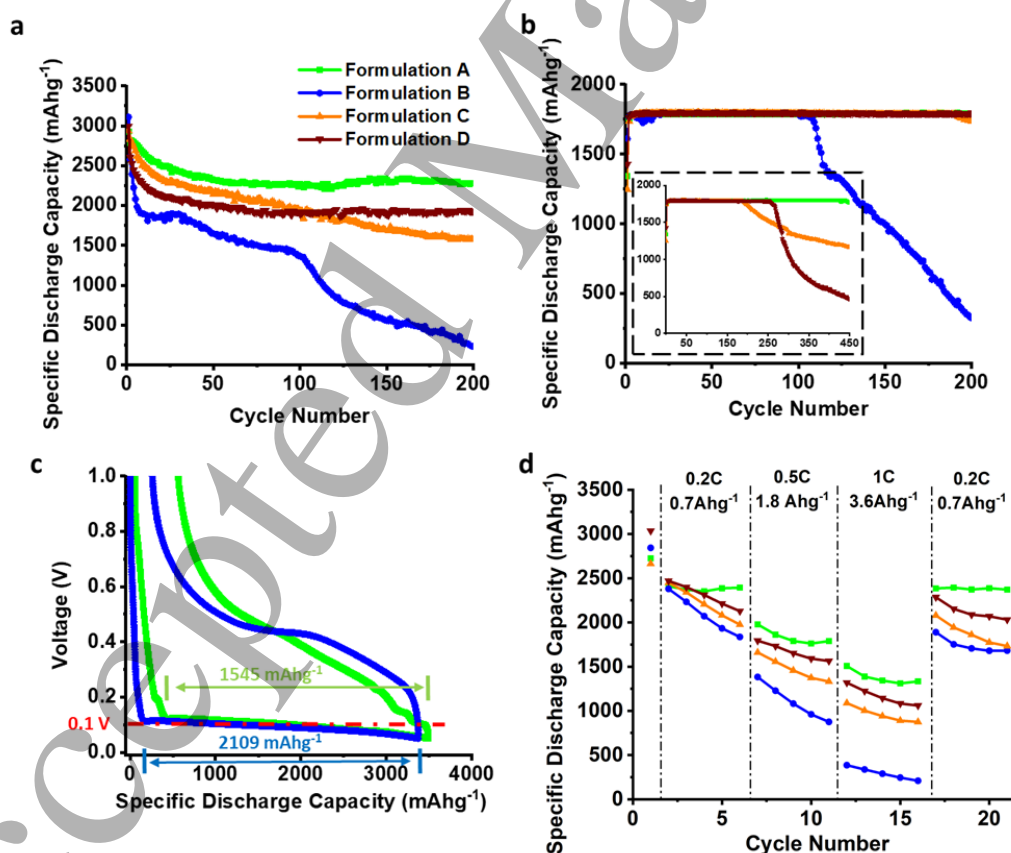 a
Specific Discharge Capacity (mAhg⁻¹)
3500
3000
2500
2000
1500
1000
500
0
0 50 100 150 200
Cycle Number
Formulation A
Formulation B
Formulation C
Formulation D
b
Specific Discharge Capacity (mAhg⁻¹)
2000
1500
1000
500
0
0 50 100 150 200
Cycle Number
2000
1500
1000
500
0
50 150 250 350 450
c
Voltage (V)
1.0
0.8
0.6
0.4
0.2
0.0
0.1 V
1545 mAhg⁻¹
2109 mAhg⁻¹
0 1000 2000 3000 4000
Specific Discharge Capacity (mAhg⁻¹)
d
Specific Discharge Capacity (mAhg⁻¹)
3500
3000
2500
2000
1500
1000
500
0
0.2C 0.5C 1C 0.2C
0.7Ahg⁻¹ 1.8 Ahg⁻¹ 3.6Ahg⁻¹ 0.7Ahg⁻¹
0 5 10 15 20
Cycle Number